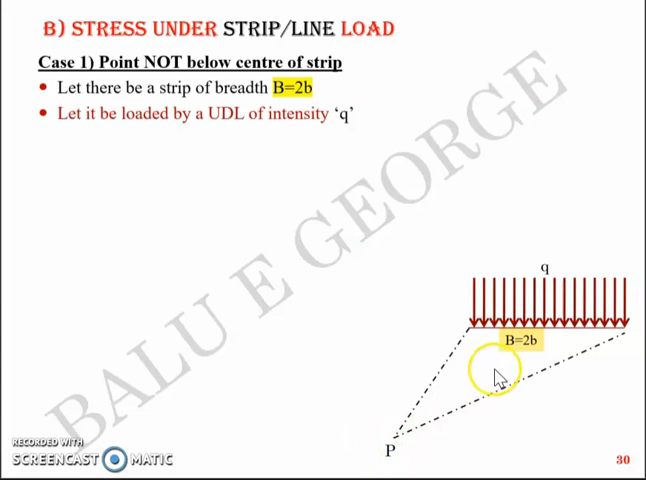 B) STRESS UNDER STRIP/LINE LOAD
Case 1) Point NOT below centre of strip
• Let there be a strip of breadth B=2b
• Let it be loaded by a UDL of intensity ‘q’
BALU E GEORGE
q
B=2b
P
RECORDED WITH
SCREENCAST MATIC
30